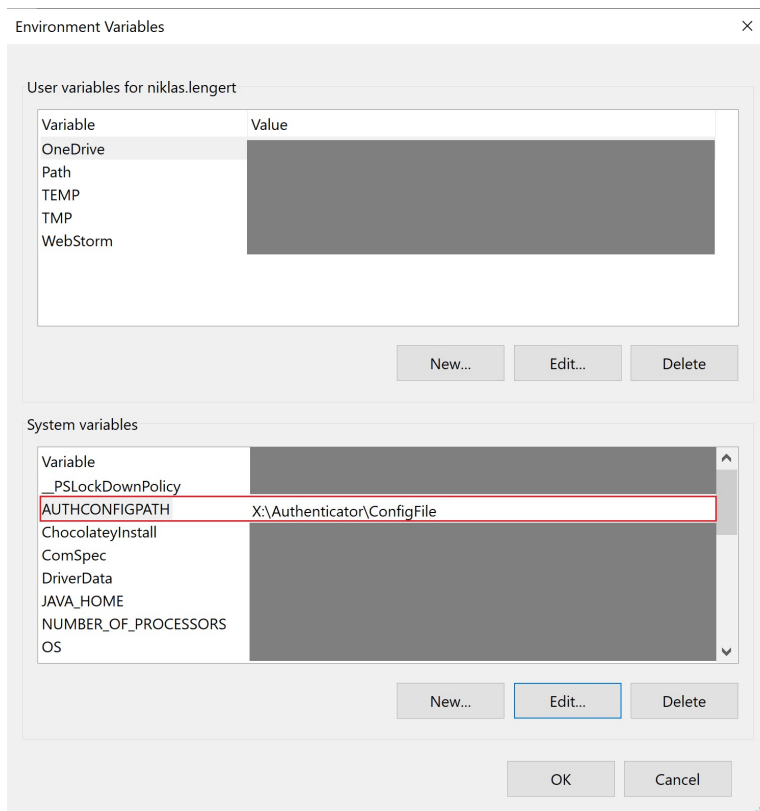 Environment Variables
User variables for niklas.lengert
Variable Value
OneDrive
Path
TEMP
TMP
WebStorm
New... Edit... Delete
System variables
Variable
__PSLockDownPolicy
AUTHCONFIGPATH X:\Authenticator\ConfigFile
ChocolateyInstall
ComSpec
DriverData
JAVA_HOME
NUMBER_OF_PROCESSORS
OS
New... Edit... Delete
OK Cancel